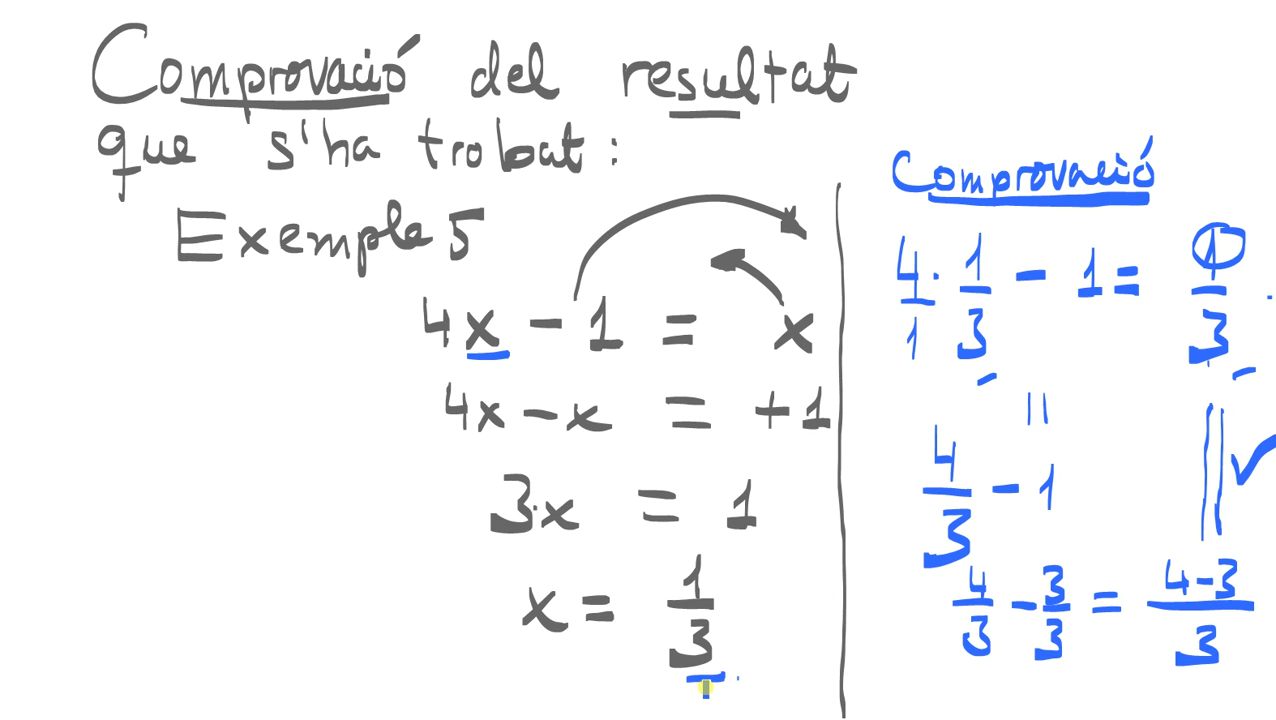 Comprovació del resultat
que s'ha trobat:
Exemple 5
4x - 1 = x
4x - x = +1
3·x = 1
x = 1/3
Comprovació
4/1 · 1/3 - 1 = 1/3
=
4/3 - 1
= ✓
4/3 - 3/3 = (4-3)/3